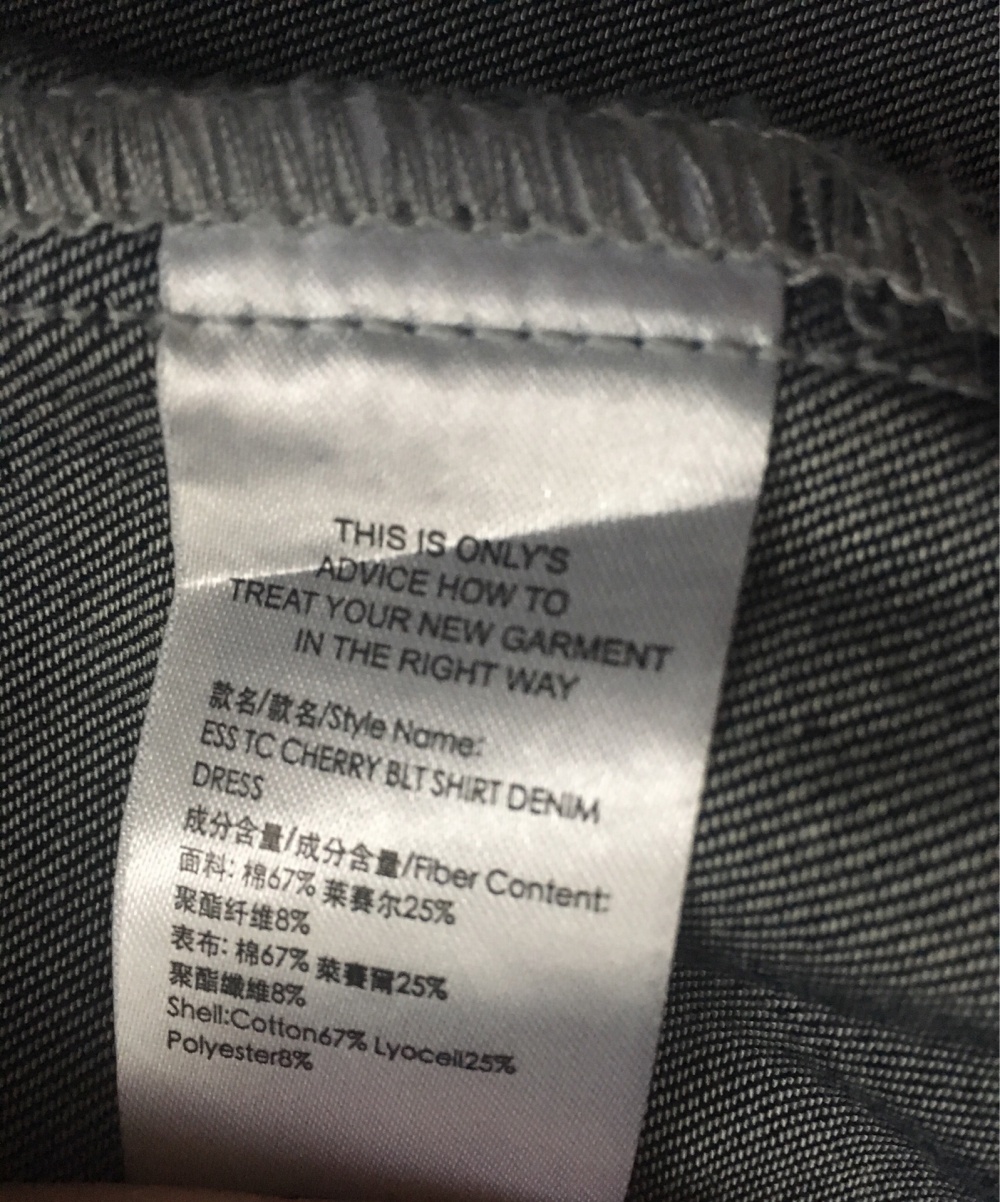 THIS IS ONLY'S
ADVICE HOW TO
TREAT YOUR NEW GARMENT
IN THE RIGHT WAY
款名/款名/Style Name:
ESS TC CHERRY BLT SHIRT DENIM
DRESS
成分含量/成分含量/Fiber Content:
面料: 棉67% 莱赛尔25%
聚酯纤维8%
表布: 棉67% 萊賽爾25%
聚酯纖維8%
Shell:Cotton67% Lyocell25%
Polyester8%